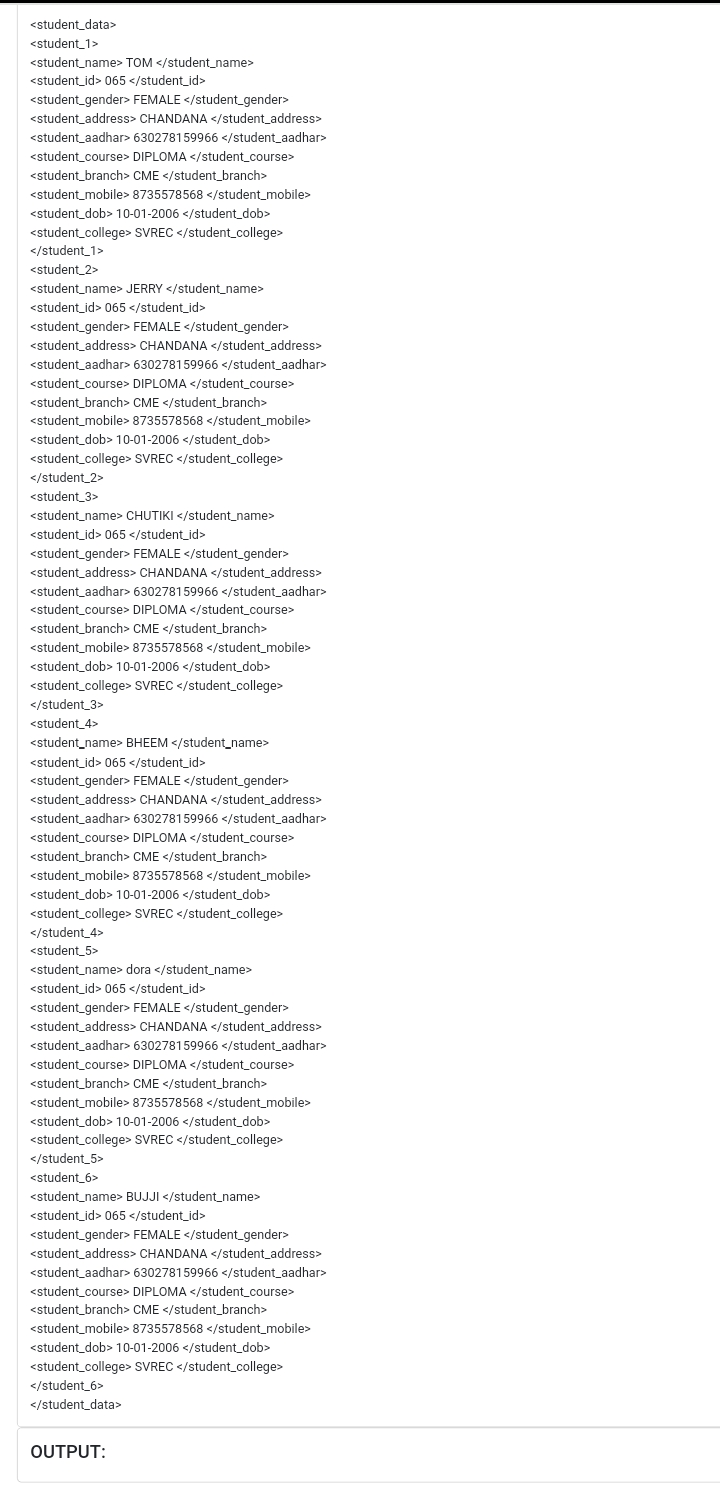 <student_data>
<student_1>
<student_name> TOM </student_name>
<student_id> 065 </student_id>
<student_gender> FEMALE </student_gender>
<student_address> CHANDANA </student_address>
<student_aadhar> 630278159966 </student_aadhar>
<student_course> DIPLOMA </student_course>
<student_branch> CME </student_branch>
<student_mobile> 8735578568 </student_mobile>
<student_dob> 10-01-2006 </student_dob>
<student_college> SVREC </student_college>
</student_1>
<student_2>
<student_name> JERRY </student_name>
<student_id> 065 </student_id>
<student_gender> FEMALE </student_gender>
<student_address> CHANDANA </student_address>
<student_aadhar> 630278159966 </student_aadhar>
<student_course> DIPLOMA </student_course>
<student_branch> CME </student_branch>
<student_mobile> 8735578568 </student_mobile>
<student_dob> 10-01-2006 </student_dob>
<student_college> SVREC </student_college>
</student_2>
<student_3>
<student_name> CHUTIKI </student_name>
<student_id> 065 </student_id>
<student_gender> FEMALE </student_gender>
<student_address> CHANDANA </student_address>
<student_aadhar> 630278159966 </student_aadhar>
<student_course> DIPLOMA </student_course>
<student_branch> CME </student_branch>
<student_mobile> 8735578568 </student_mobile>
<student_dob> 10-01-2006 </student_dob>
<student_college> SVREC </student_college>
</student_3>
<student_4>
<student_name> BHEEM </student_name>
<student_id> 065 </student_id>
<student_gender> FEMALE </student_gender>
<student_address> CHANDANA </student_address>
<student_aadhar> 630278159966 </student_aadhar>
<student_course> DIPLOMA </student_course>
<student_branch> CME </student_branch>
<student_mobile> 8735578568 </student_mobile>
<student_dob> 10-01-2006 </student_dob>
<student_college> SVREC </student_college>
</student_4>
<student_5>
<student_name> dora </student_name>
<student_id> 065 </student_id>
<student_gender> FEMALE </student_gender>
<student_address> CHANDANA </student_address>
<student_aadhar> 630278159966 </student_aadhar>
<student_course> DIPLOMA </student_course>
<student_branch> CME </student_branch>
<student_mobile> 8735578568 </student_mobile>
<student_dob> 10-01-2006 </student_dob>
<student_college> SVREC </student_college>
</student_5>
<student_6>
<student_name> BUJJI </student_name>
<student_id> 065 </student_id>
<student_gender> FEMALE </student_gender>
<student_address> CHANDANA </student_address>
<student_aadhar> 630278159966 </student_aadhar>
<student_course> DIPLOMA </student_course>
<student_branch> CME </student_branch>
<student_mobile> 8735578568 </student_mobile>
<student_dob> 10-01-2006 </student_dob>
<student_college> SVREC </student_college>
</student_6>
</student_data>
OUTPUT: